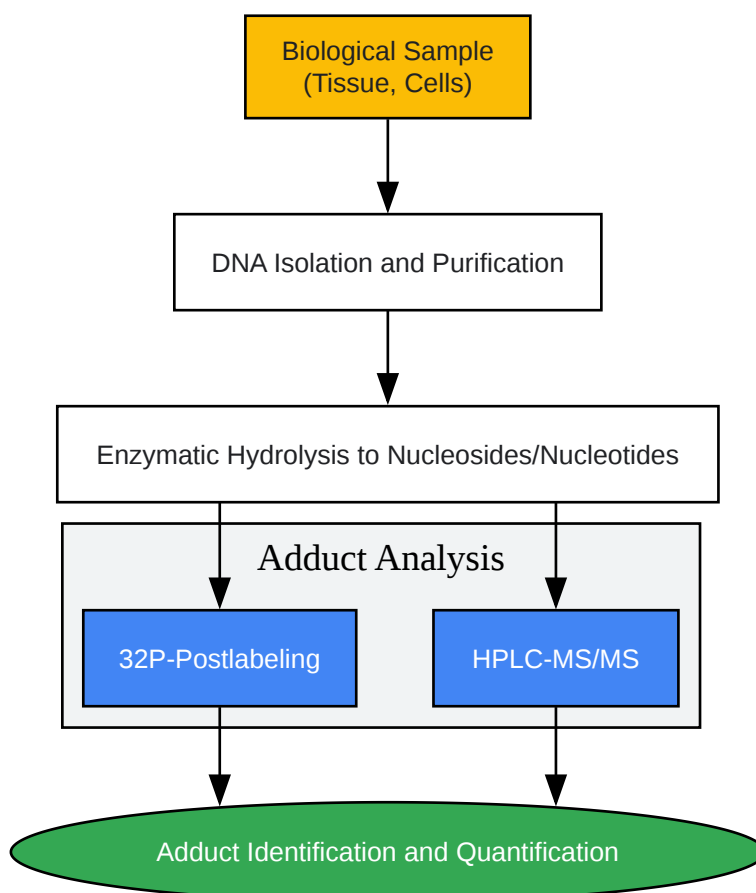 Biological Sample
(Tissue, Cells)
DNA Isolation and Purification
Enzymatic Hydrolysis to Nucleosides/Nucleotides
Adduct Analysis
32P-Postlabeling
HPLC-MS/MS
Adduct Identification and Quantification